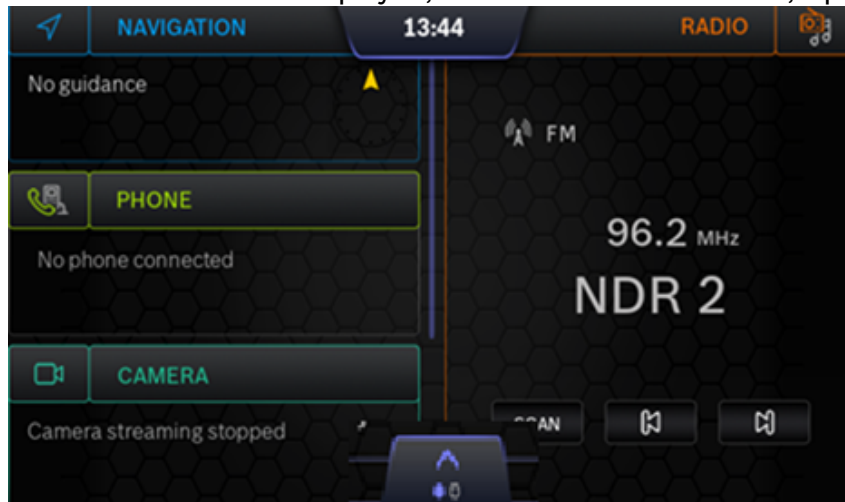 NAVIGATION
13:44
RADIO
No guidance
FM
PHONE
96.2 MHz
No phone connected
NDR 2
CAMERA
Camera streaming stopped